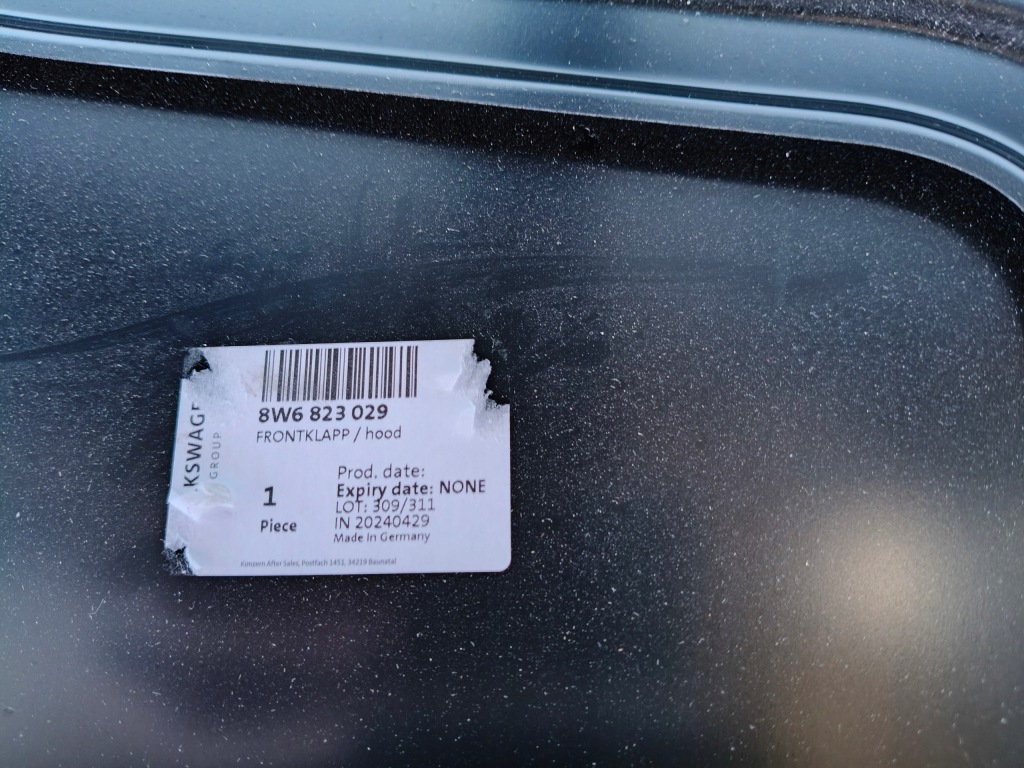 8W6 823 029
FRONTKLAPP / hood
KSWAGE
GROUP
1
Piece
Prod. date:
Expiry date: NONE
LOT: 309/311
IN 20240429
Made in Germany
Konzern After Sales, Postfach 1451, 34219 Baunatal